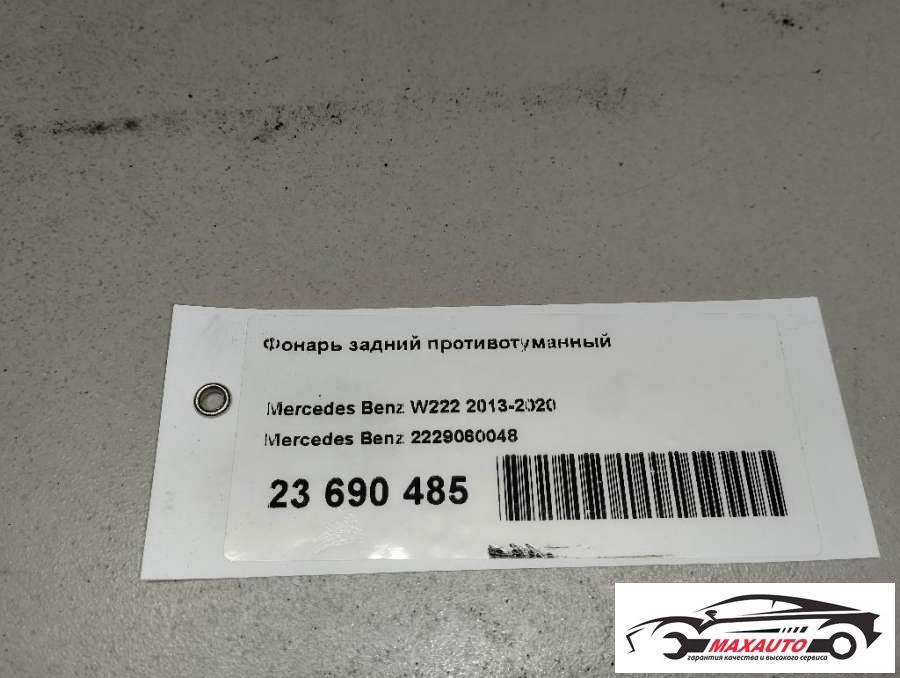 Фонарь задний противотуманный
Mercedes Benz W222 2013-2020
Mercedes Benz 2229060048
23 690 485
MAXAUTO
гарантия качества и высокого сервиса